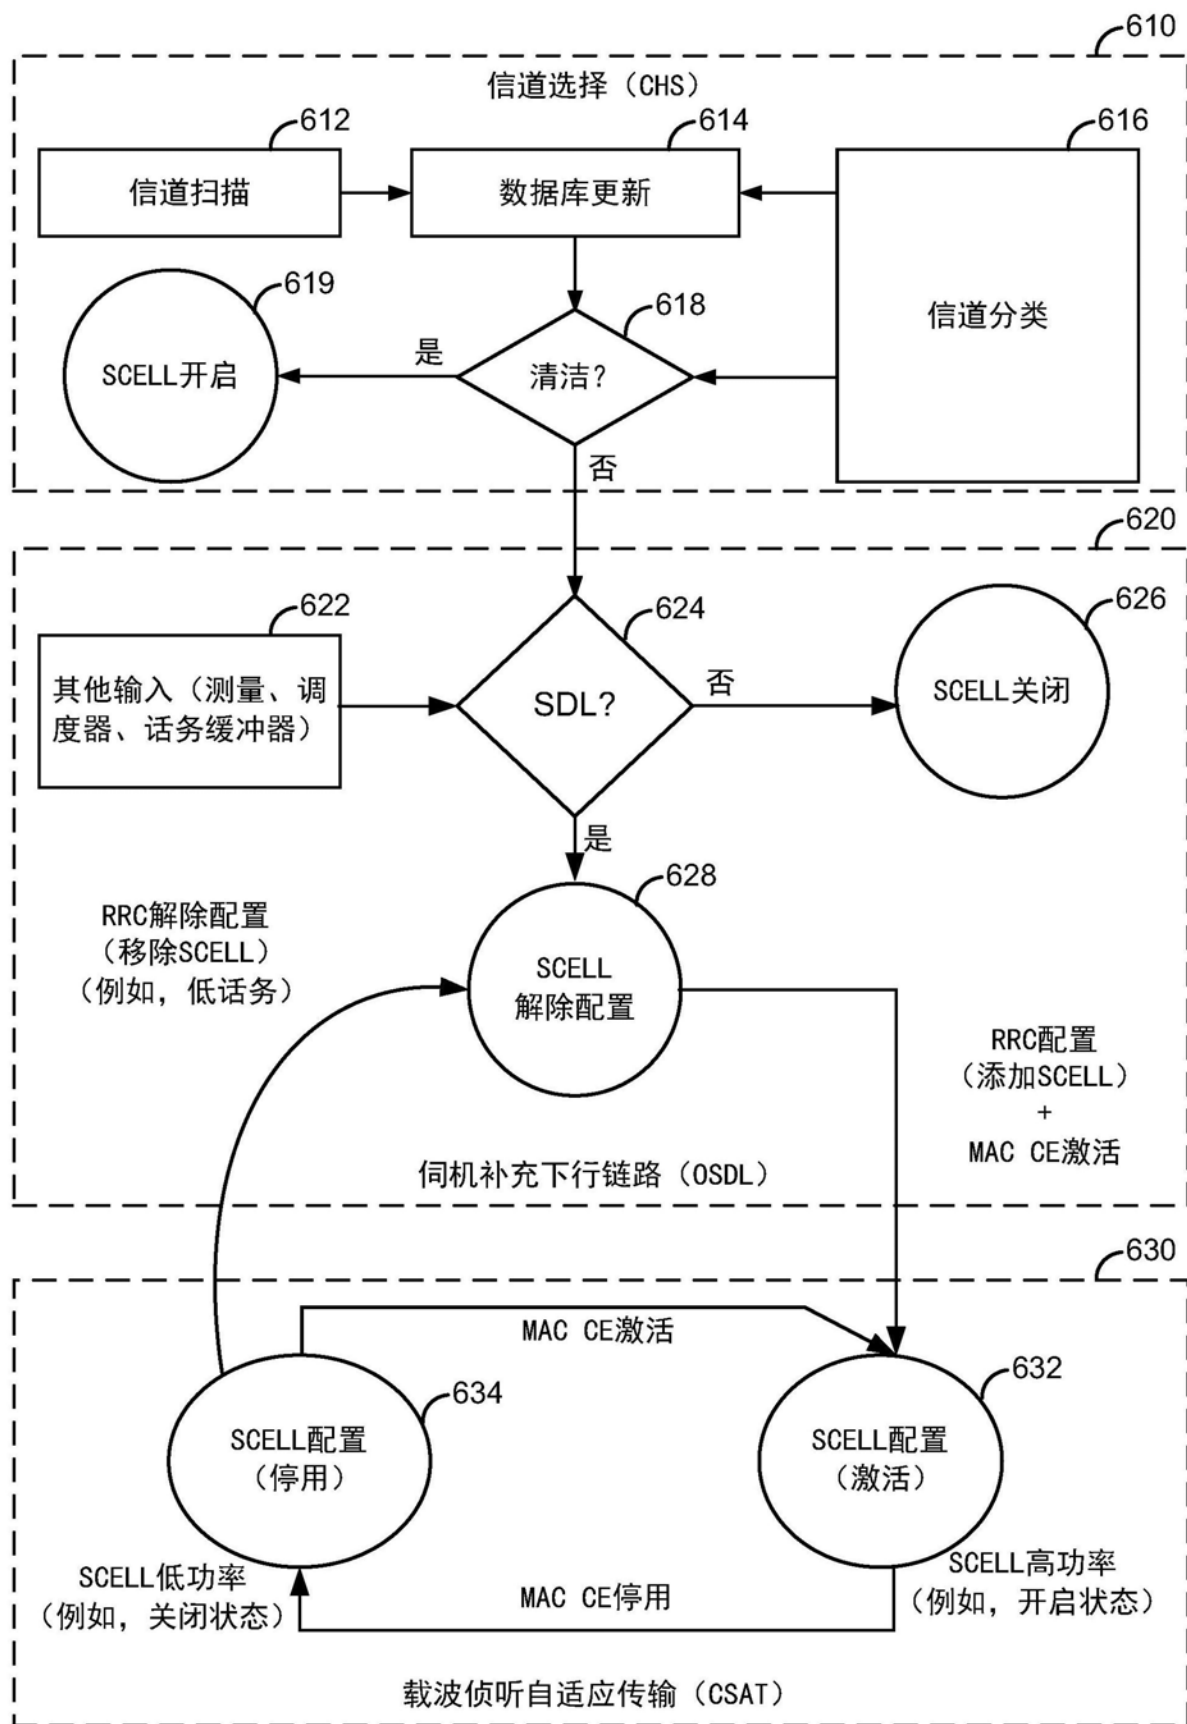 610
信道选择（CHS）
612
614
616
信道扫描
数据库更新
信道分类
619
618
SCELL开启
是
清洁？
否
620
622
624
626
其他输入（测量、调
度器、话务缓冲器）
SDL?
否
SCELL关闭
是
628
RRC解除配置
（移除SCELL）
（例如，低话务）
SCELL
解除配置
RRC配置
（添加SCELL）
+
MAC CE激活
伺机补充下行链路（OSDL）
630
MAC CE激活
634
632
SCELL配置
（停用）
SCELL配置
（激活）
SCELL低功率
（例如，关闭状态）
MAC CE停用
SCELL高功率
（例如，开启状态）
载波侦听自适应传输（CSAT）